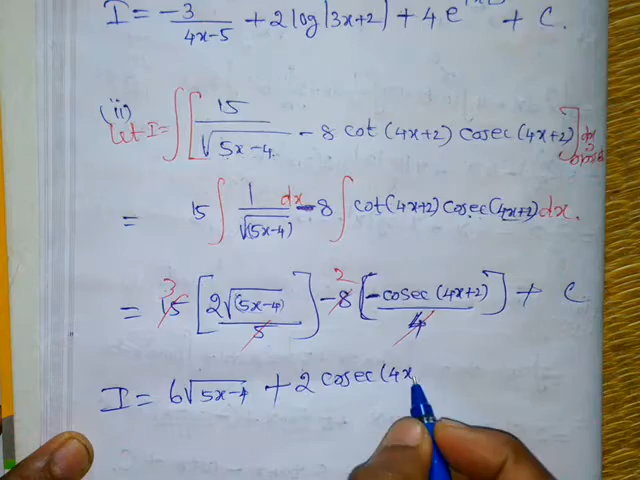 I = -3/(4x-5) + 2 log |3x+2| + 4 e + C.
(ii)
Let I = ∫ [ 15/√(5x-4) - 8 cot (4x+2) cosec (4x+2) ] dx
= 15 ∫ 1/√(5x-4) dx - 8 ∫ cot (4x+2) cosec (4x+2) dx.
3 2
= 15 [ 2√(5x-4) / 5 ] - 8 [ -cosec (4x+2) / 4 ] + C
I = 6√5x-4 + 2 cosec (4x